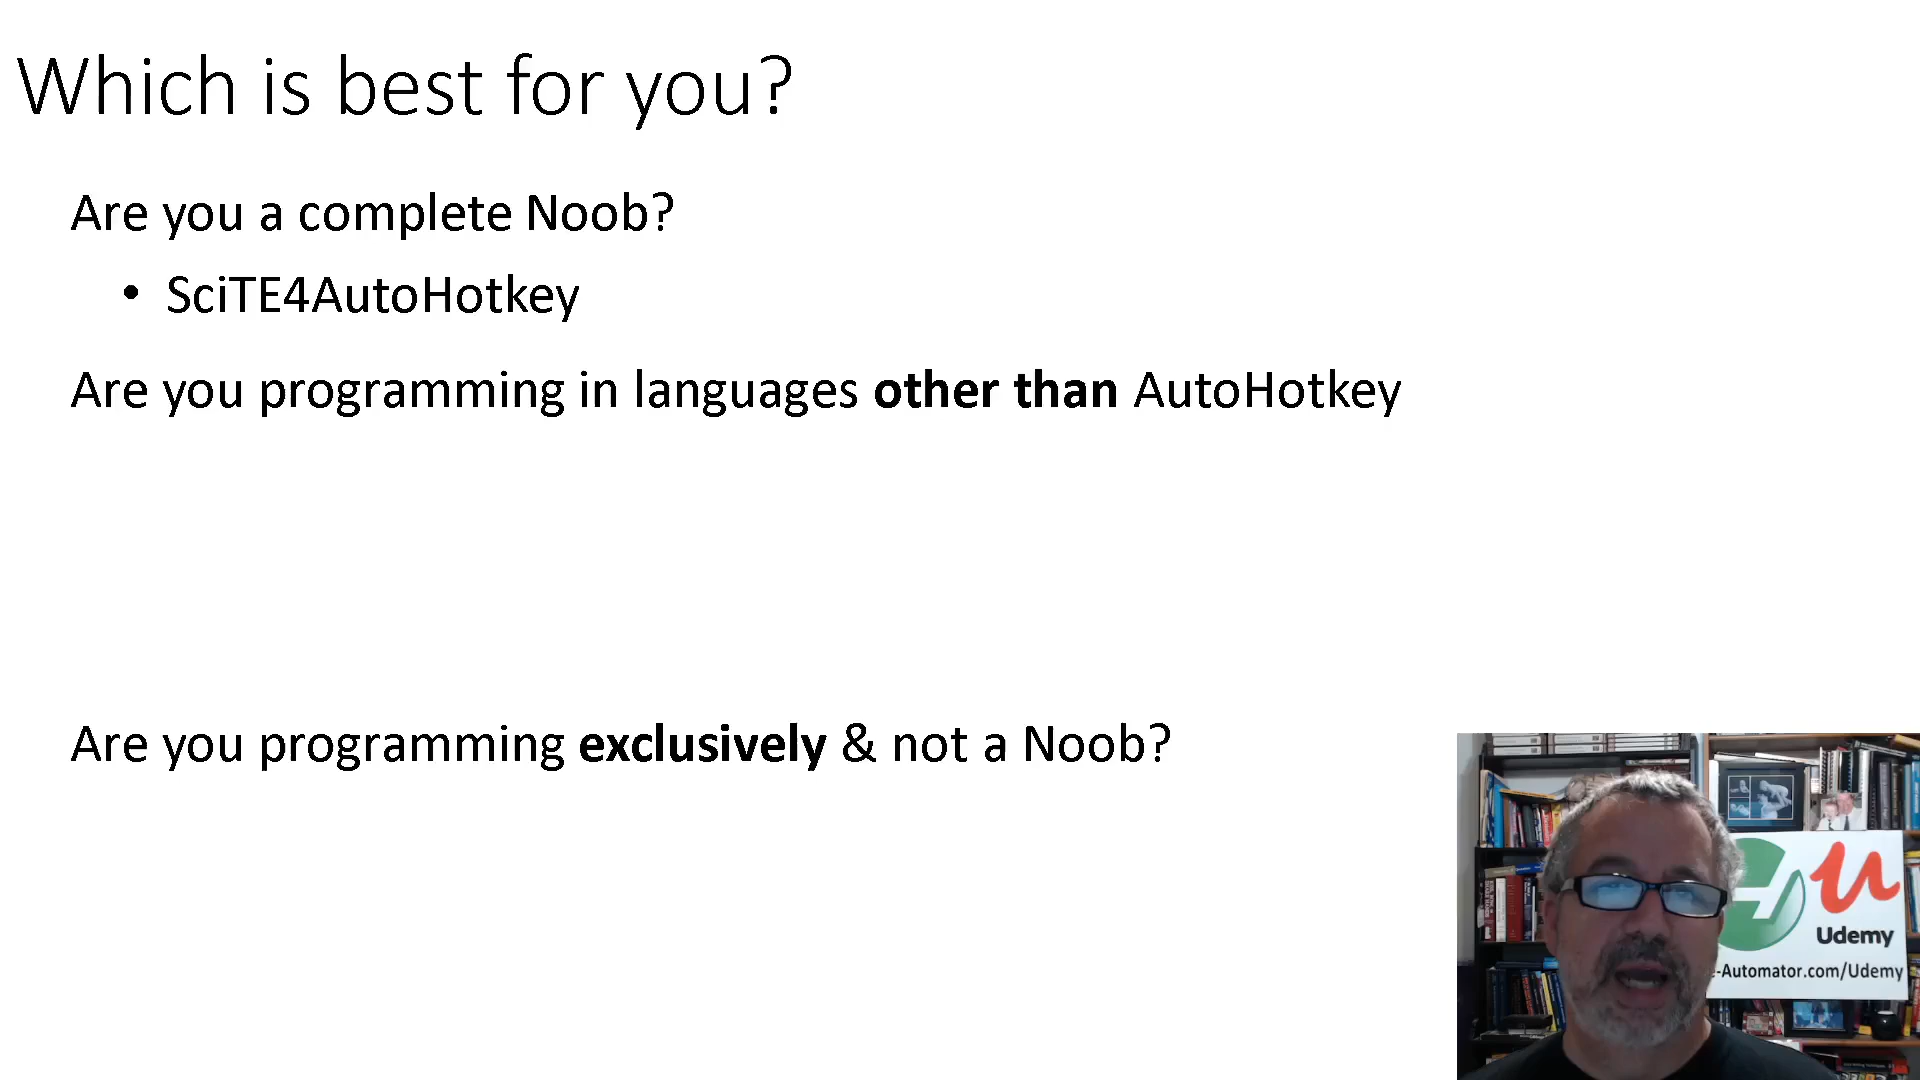 Which is best for you?
Are you a complete Noob?
• SciTE4AutoHotkey
Are you programming in languages other than AutoHotkey
Are you programming exclusively & not a Noob?
Udemy
-Automator.com/Udemy